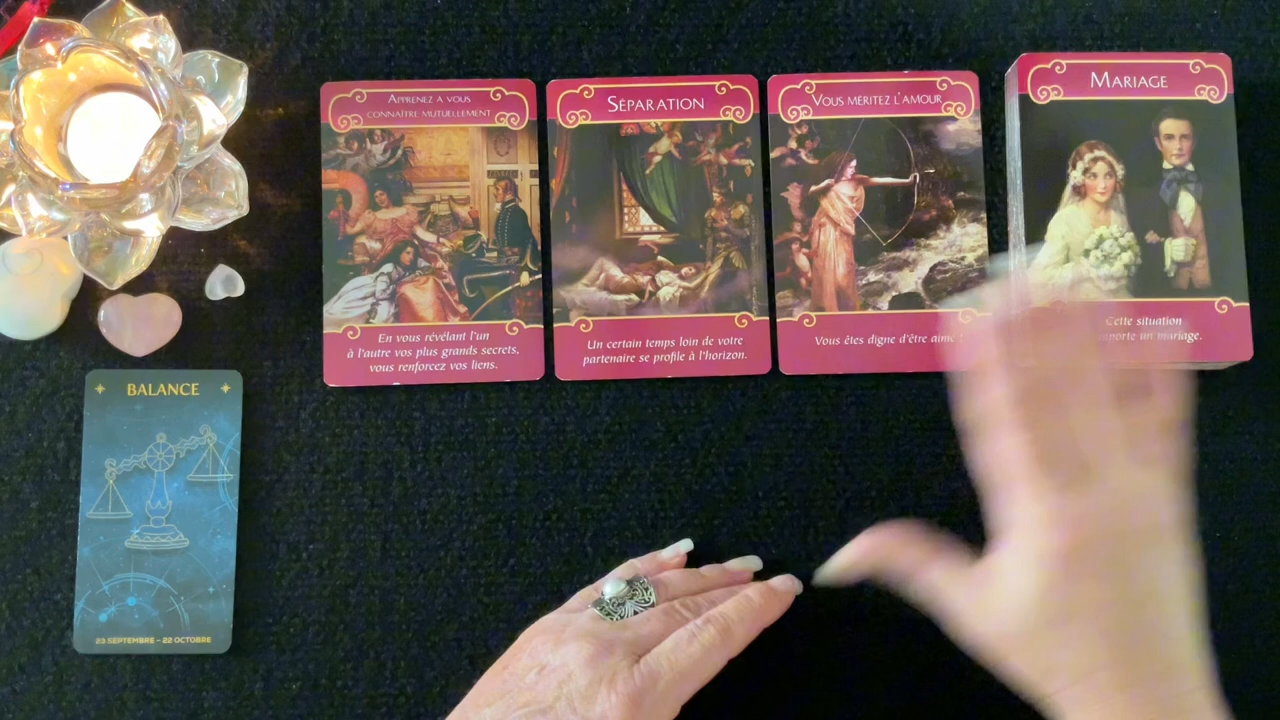 APPRENEZ A VOUS
CONNAÎTRE MUTUELLEMENT
En vous révélant l'un
à l'autre vos plus grands secrets,
vous renforcez vos liens.
SÉPARATION
Un certain temps loin de votre
partenaire se profile à l'horizon.
VOUS MÉRITEZ L'AMOUR
Vous êtes digne d'être aimé
MARIAGE
Cette situation
un mariage.
BALANCE
23 SEPTEMBRE - 22 OCTOBRE